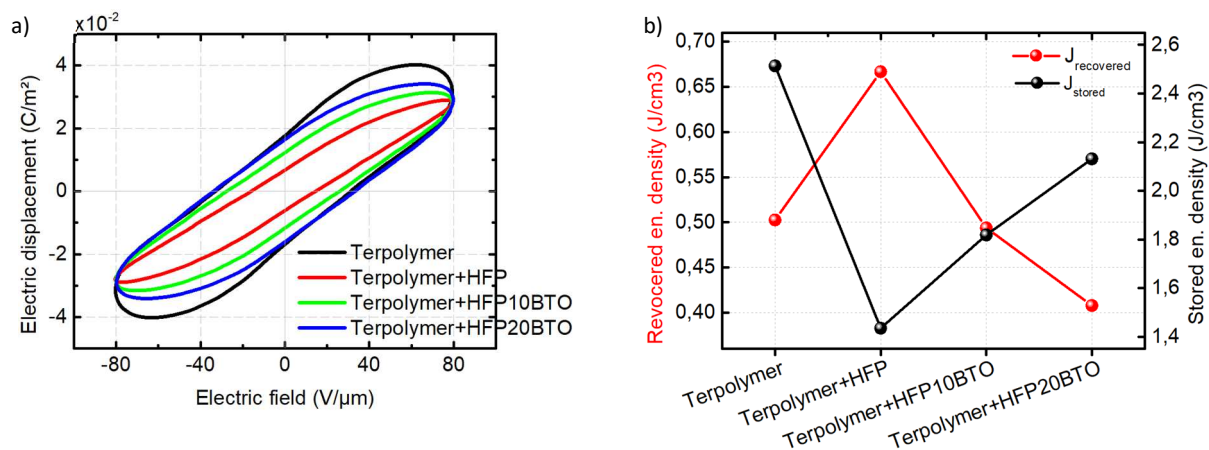 a)
x10-2
4
2
0
-2
-4
Electric displacement (C/m²)
-80
-40
0
40
80
Electric field (V/µm)
Terpolymer
Terpolymer+HFP
Terpolymer+HFP10BTO
Terpolymer+HFP20BTO
b)
0,70
0,65
0,60
0,55
0,50
0,45
0,40
Revocered en. density (J/cm3)
Jrecovered
Jstored
2,6
2,4
2,2
2,0
1,8
1,6
1,4
Stored en. density (J/cm3)
Terpolymer
Terpolymer+HFP
Terpolymer+HFP10BTO
Terpolymer+HFP20BTO